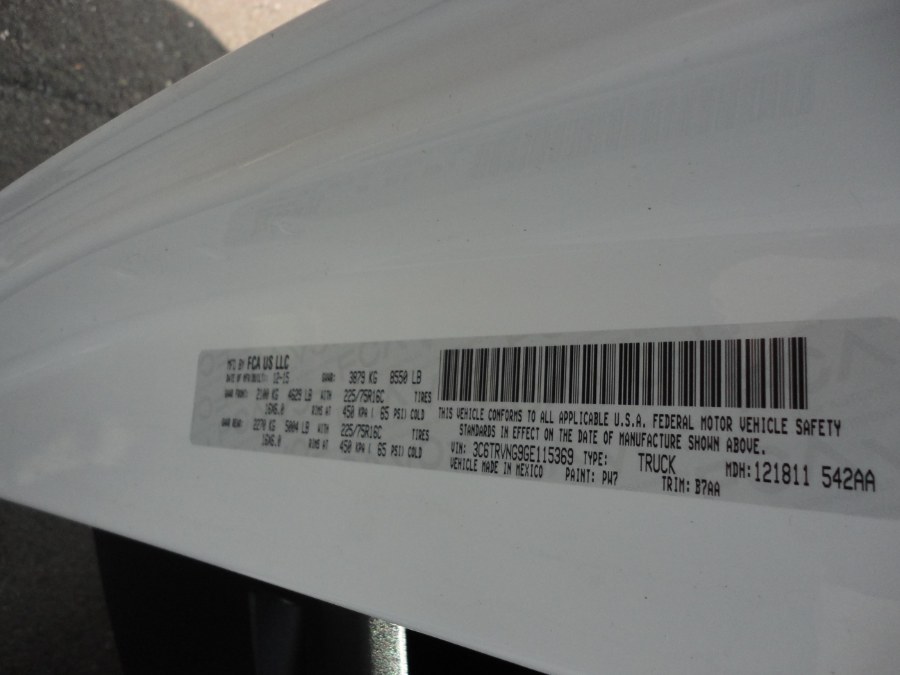 MFD BY FCA US LLC
DATE OF MFR/BUILT: 12-15 GVWR: 3879 KG 8550 LB
GAWR FRONT: 2100 KG 4629 LB WITH 225/75R16C TIRES
16X6.0 RIMS AT 450 KPA ( 65 PSI) COLD
GAWR REAR: 2270 KG 5004 LB WITH 225/75R16C TIRES
16X6.0 RIMS AT 450 KPA ( 65 PSI) COLD
THIS VEHICLE CONFORMS TO ALL APPLICABLE U.S.A. FEDERAL MOTOR VEHICLE SAFETY
STANDARDS IN EFFECT ON THE DATE OF MANUFACTURE SHOWN ABOVE.
VIN: 3C6TRVNG9GE115369 TYPE: TRUCK MDH: 121811 542AA
VEHICLE MADE IN MEXICO PAINT: PW7 TRIM: B7AA